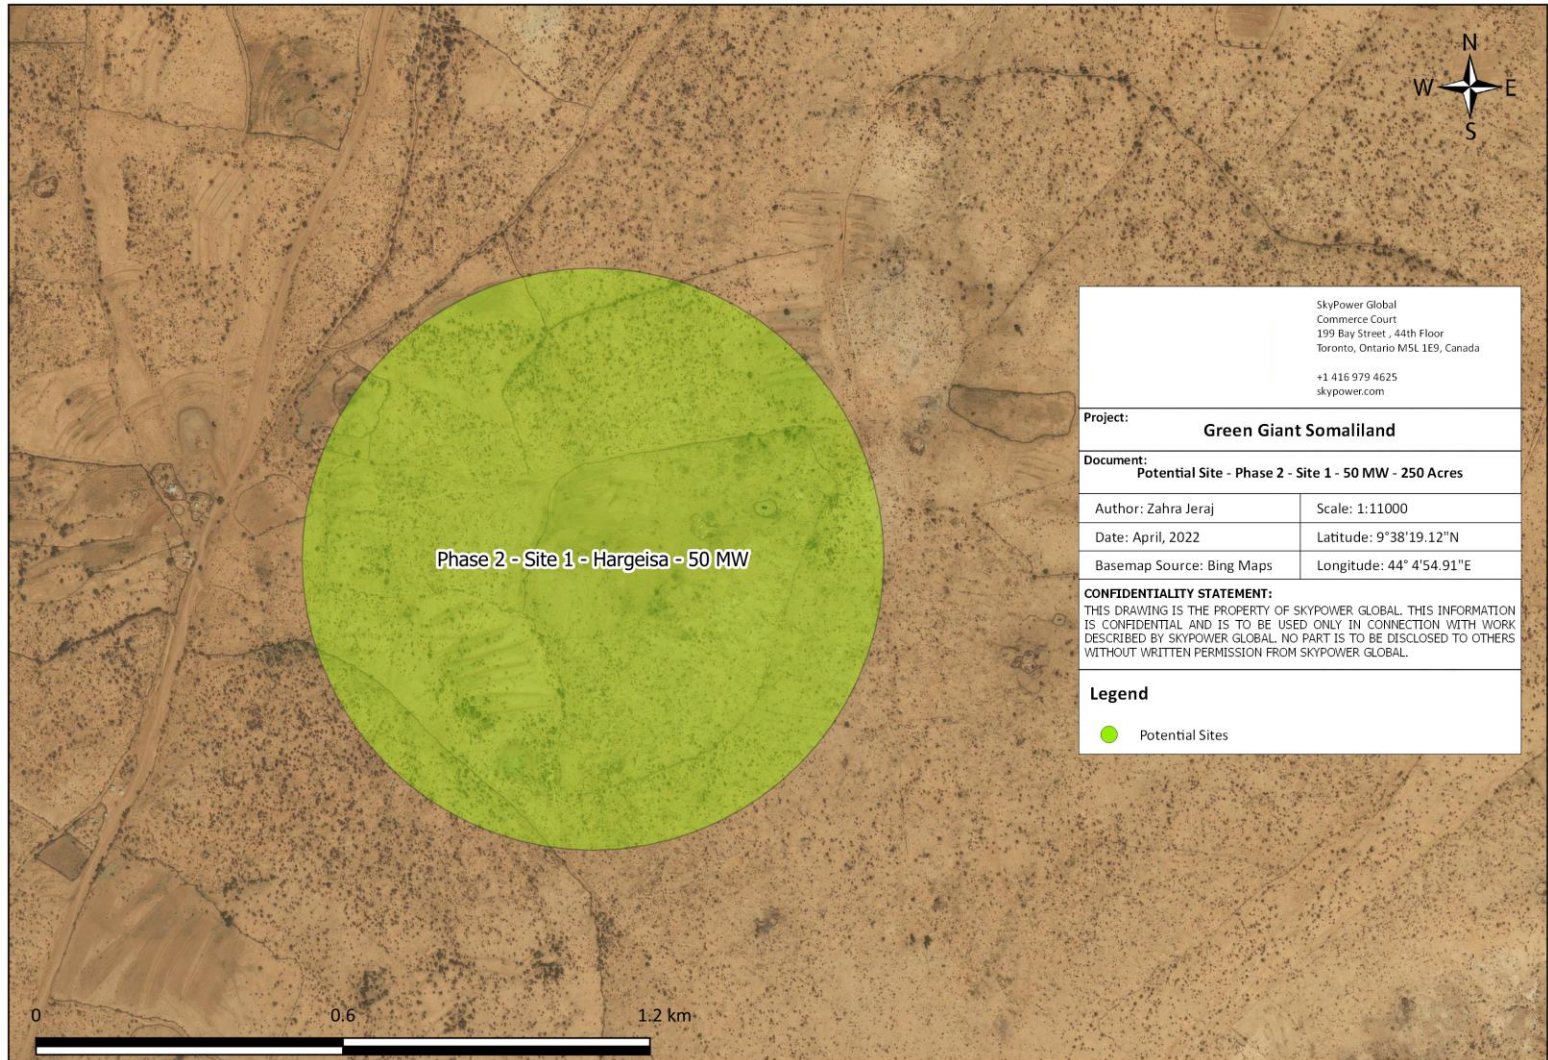 N
W E
S
SkyPower Global
Commerce Court
199 Bay Street , 44th Floor
Toronto, Ontario M5L 1E9, Canada
+1 416 979 4625
skypower.com
Project:
Green Giant Somaliland
Document:
Potential Site - Phase 2 - Site 1 - 50 MW - 250 Acres
Author: Zahra Jeraj
Scale: 1:11000
Date: April, 2022
Latitude: 9°38'19.12"N
Basemap Source: Bing Maps
Longitude: 44° 4'54.91"E
CONFIDENTIALITY STATEMENT:
THIS DRAWING IS THE PROPERTY OF SKYPOWER GLOBAL. THIS INFORMATION
IS CONFIDENTIAL AND IS TO BE USED ONLY IN CONNECTION WITH WORK
DESCRIBED BY SKYPOWER GLOBAL. NO PART IS TO BE DISCLOSED TO OTHERS
WITHOUT WRITTEN PERMISSION FROM SKYPOWER GLOBAL.
Legend
Potential Sites
Phase 2 - Site 1 - Hargeisa - 50 MW
0 0.6 1.2 km